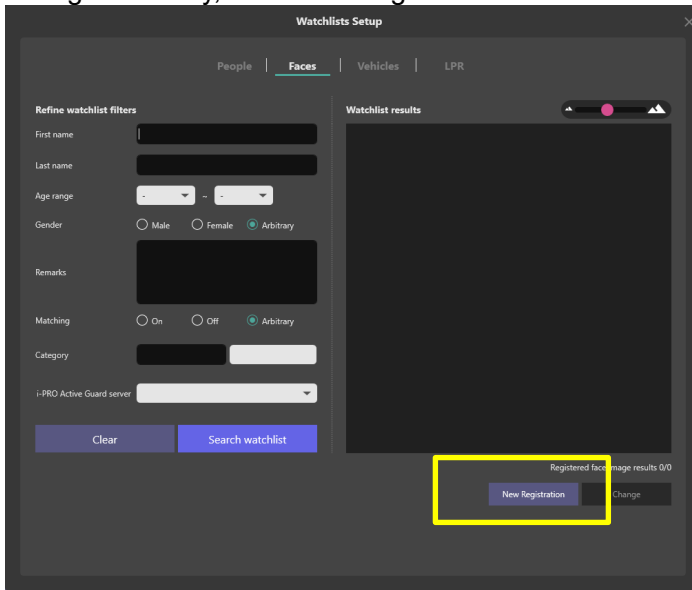 Watchlists Setup
People | Faces | Vehicles | LPR
Refine watchlist filters
Watchlist results
First name
Last name
Age range - ~ -
Gender Male Female Arbitrary
Remarks
Matching On Off Arbitrary
Category
i-PRO Active Guard server
Clear Search watchlist
Registered face image results 0/0
New Registration Change